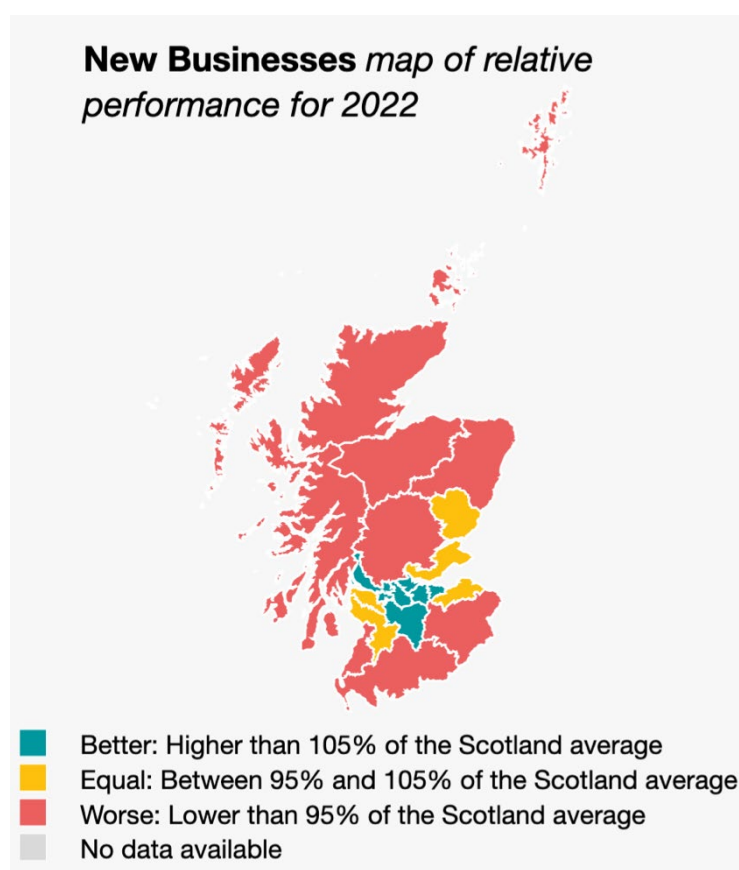 New Businesses map of relative
performance for 2022
Better: Higher than 105% of the Scotland average
Equal: Between 95% and 105% of the Scotland average
Worse: Lower than 95% of the Scotland average
No data available